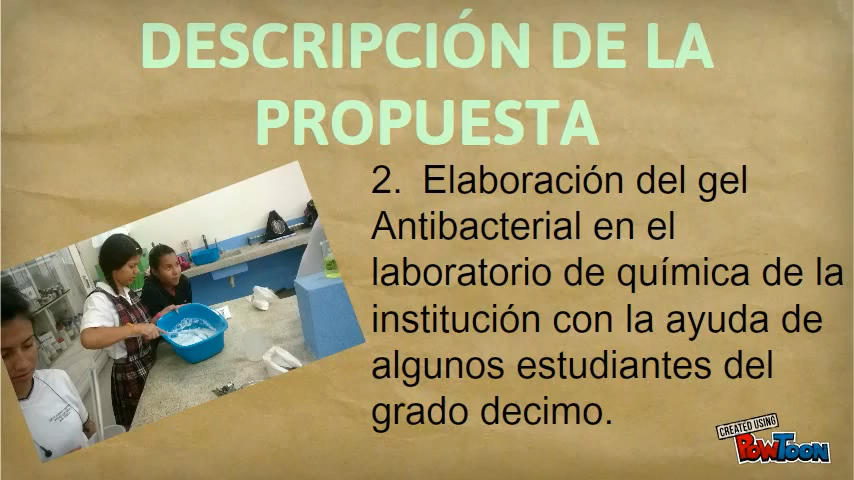 DESCRIPCIÓN DE LA
PROPUESTA
2. Elaboración del gel
Antibacterial en el
laboratorio de química de la
institución con la ayuda de
algunos estudiantes del
grado decimo.
CREATED USING
POWTOON